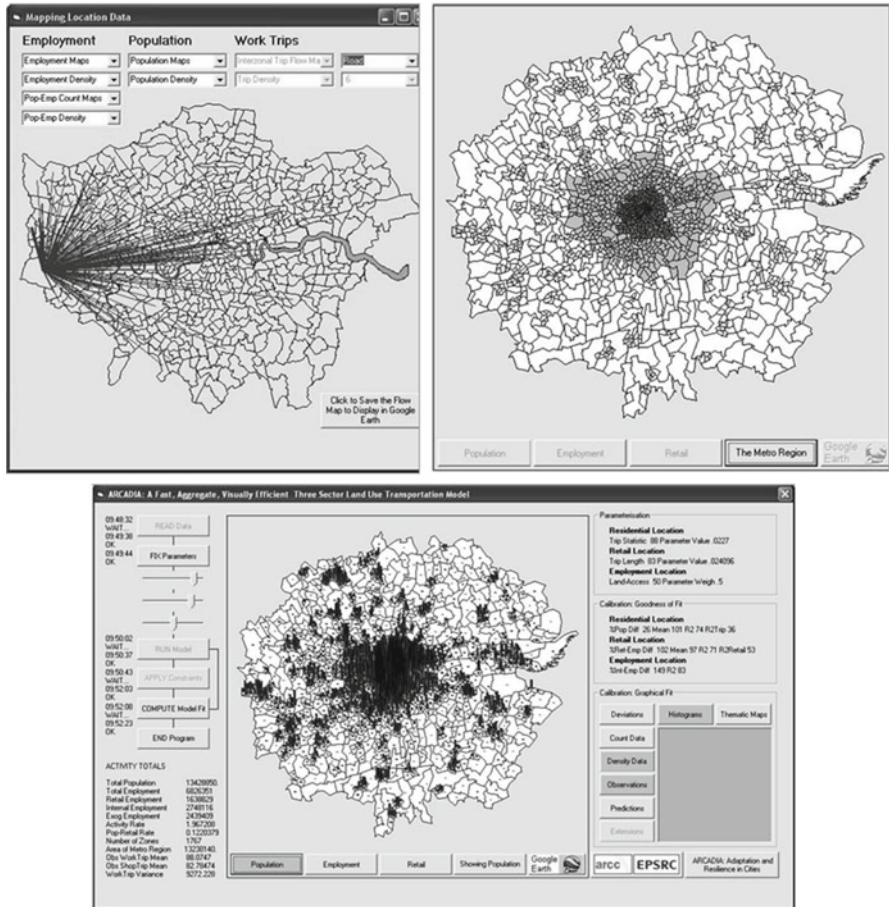 Mapping Location Data
Employment
Population
Work Trips
Employment Maps
Population Maps
Interzonal Trip Flow Ma
Road
Employment Density
Population Density
Trip Density
6
Pop-Emp Count Maps
Pop-Emp Density
Click to Save the Flow
Map to Display in Google
Earth
Population
Employment
Retail
The Metro Region
Google
Earth
ARCADIA: A Fast, Aggregate, Visually Efficient Three Sector Land Use Transportation Model
09:48:32
WAIT...
09:49:38
OK
09:49:44
OK
READ Data
FIX Parameters
09:50:02
WAIT...
09:50:37
OK
09:50:43
WAIT...
09:52:03
OK
09:52:08
WAIT...
09:52:23
OK
RUN Model
APPLY Constraints
COMPUTE Model Fit
END Program
ACTIVITY TOTALS
Total Population 13428850.
Total Employment 6826351
Retail Employment 1638829
Internal Employment 2748116
Exog Employment 2439409
Activity Rate 1.967208
Pop-Retail Rate 0.1220379
Number of Zones 1767
Area of Metro Region 13230140.
Obs WorkTrip Mean 88.0747
Obs ShopTrip Mean 82.78474
WorkTrip Variance 9272.228
Population
Employment
Retail
Showing Population
Google
Earth
Parameterisation
Residential Location
Trip Statistic 88 Parameter Value .0227
Retail Location
Trip Length 83 Parameter Value .024096
Employment Location
Land-Access 50 Parameter Weigh .5
Calibration: Goodness of Fit
Residential Location
%Pop Diff 26 Mean 101 R2 74 R2Trip 36
Retail Location
%Ret-Emp Diff 102 Mean 97 R2 71 R2Retail 53
Employment Location
%Int-Emp Diff 149 R2 83
Calibration: Graphical Fit
Deviations
Histograms
Thematic Maps
Count Data
Density Data
Observations
Predictions
Extensions
arcc
EPSRC
ARCADIA: Adaptation and
Resilience in Cities